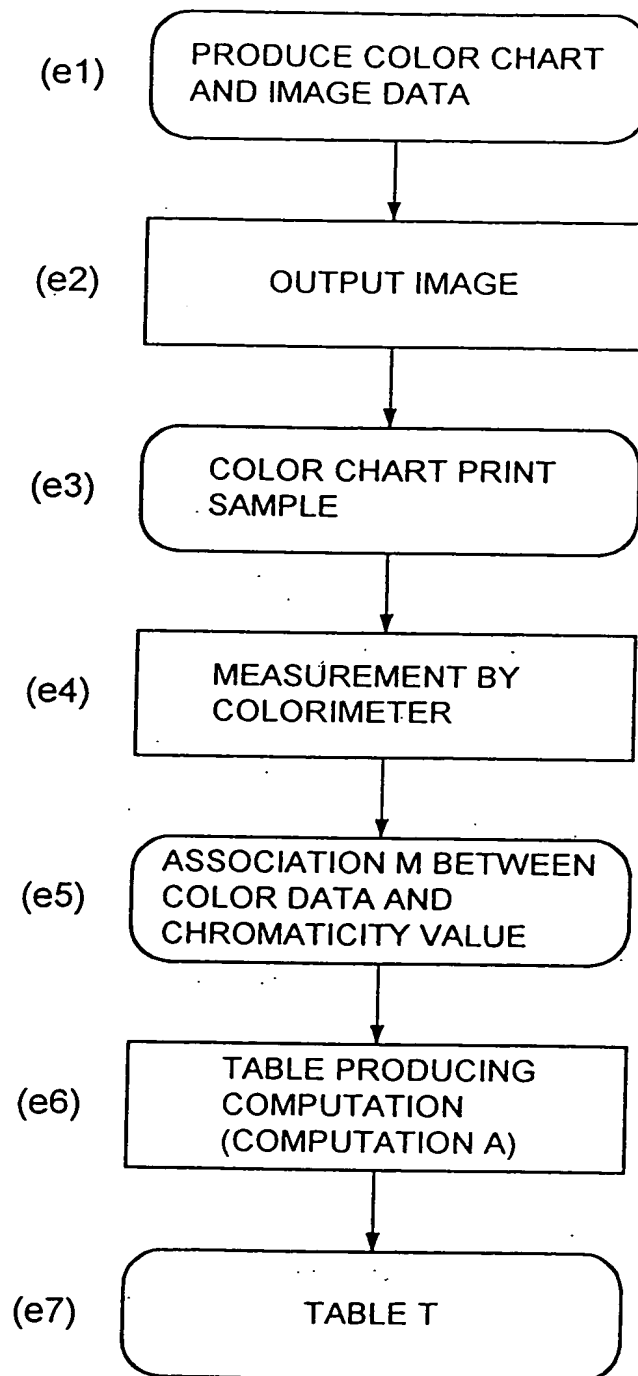 (e1)
PRODUCE COLOR CHART
AND IMAGE DATA
(e2)
OUTPUT IMAGE
(e3)
COLOR CHART PRINT
SAMPLE
(e4)
MEASUREMENT BY
COLORIMETER
(e5)
ASSOCIATION M BETWEEN
COLOR DATA AND
CHROMATICITY VALUE
(e6)
TABLE PRODUCING
COMPUTATION
(COMPUTATION A)
(e7)
TABLE T